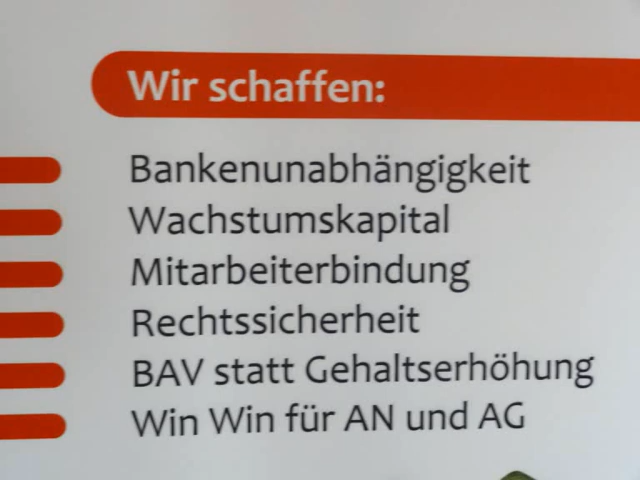 Wir schaffen:
Bankenunabhängigkeit
Wachstumskapital
Mitarbeiterbindung
Rechtssicherheit
BAV statt Gehaltserhöhung
Win Win für AN und AG